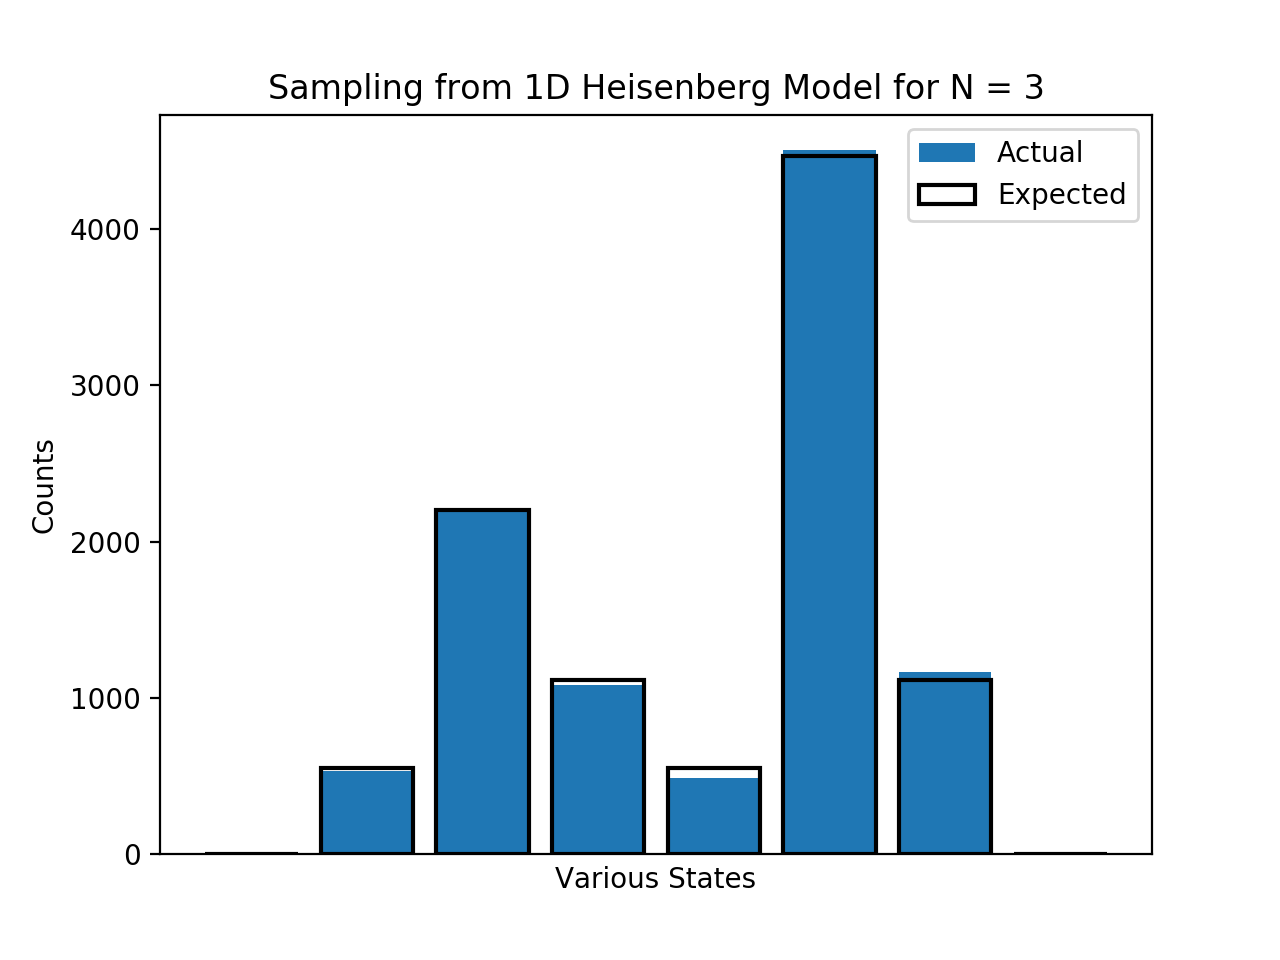 Sampling from 1D Heisenberg Model for N = 3
Actual
Expected
4000
3000
2000
1000
0
Counts
Various States